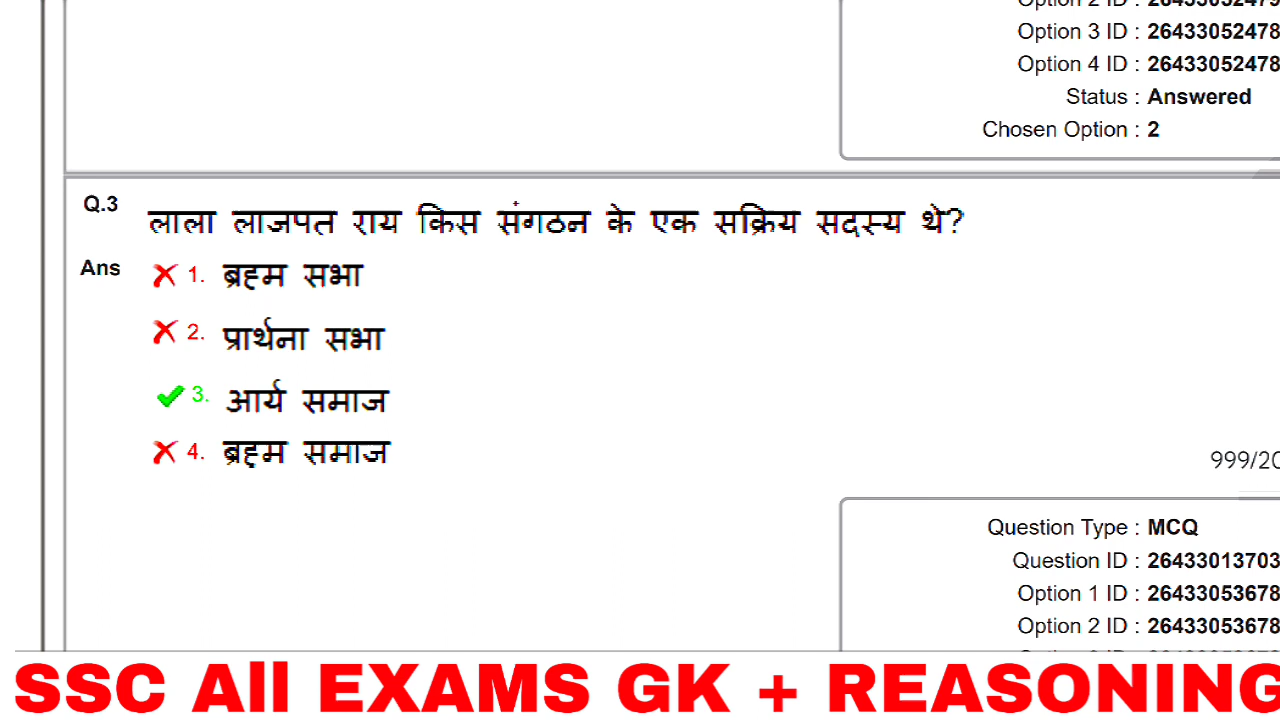 Option 3 ID : 26433052478
Option 4 ID : 26433052478
Status : Answered
Chosen Option : 2
Q.3 लाला लाजपत राय किस संगठन के एक सक्रिय सदस्य थे?
Ans 1. ब्रह्म सभा
2. प्रार्थना सभा
3. आर्य समाज
4. ब्रह्म समाज
999/20
Question Type : MCQ
Question ID : 26433013703
Option 1 ID : 26433053678
Option 2 ID : 26433053678
SSC All EXAMS GK + REASONING